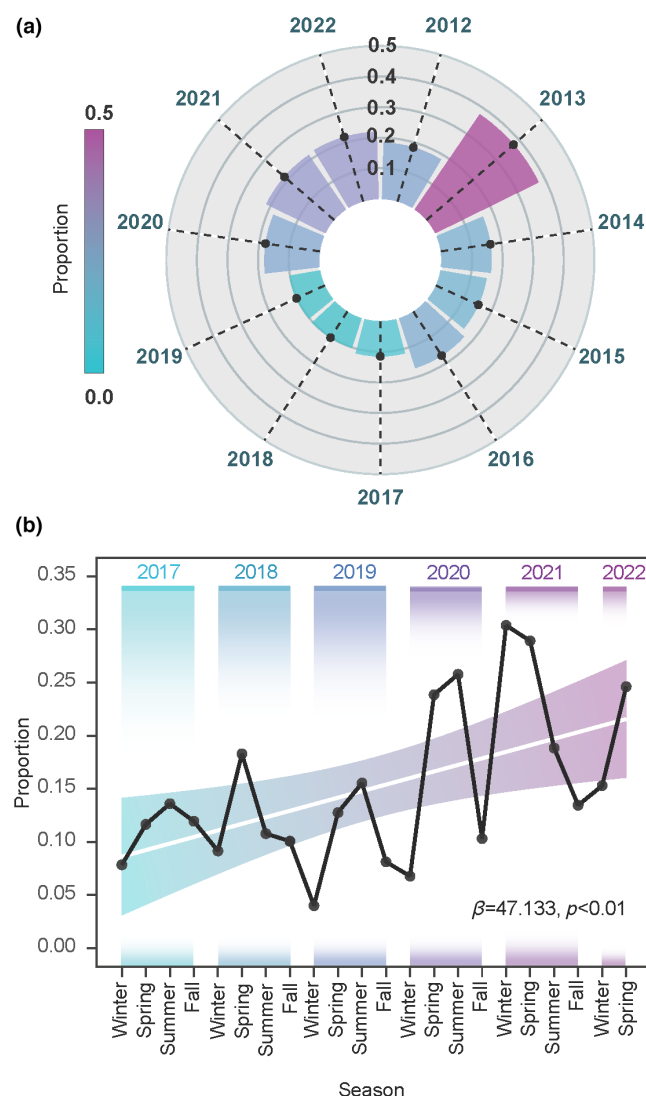 (a)
2022
2012
0.5
2021
0.4
2013
0.5
0.3
0.2
0.1
Proportion
2020
2014
0.0
2019
2015
2018
2016
2017
(b)
0.35
2017
2018
2019
2020
2021
2022
0.30
0.25
0.20
Proportion
0.15
0.10
0.05
β=47.133, p<0.01
0.00
Winter
Spring
Summer
Fall
Winter
Spring
Summer
Fall
Winter
Spring
Summer
Fall
Winter
Spring
Summer
Fall
Winter
Spring
Summer
Fall
Winter
Spring
Season